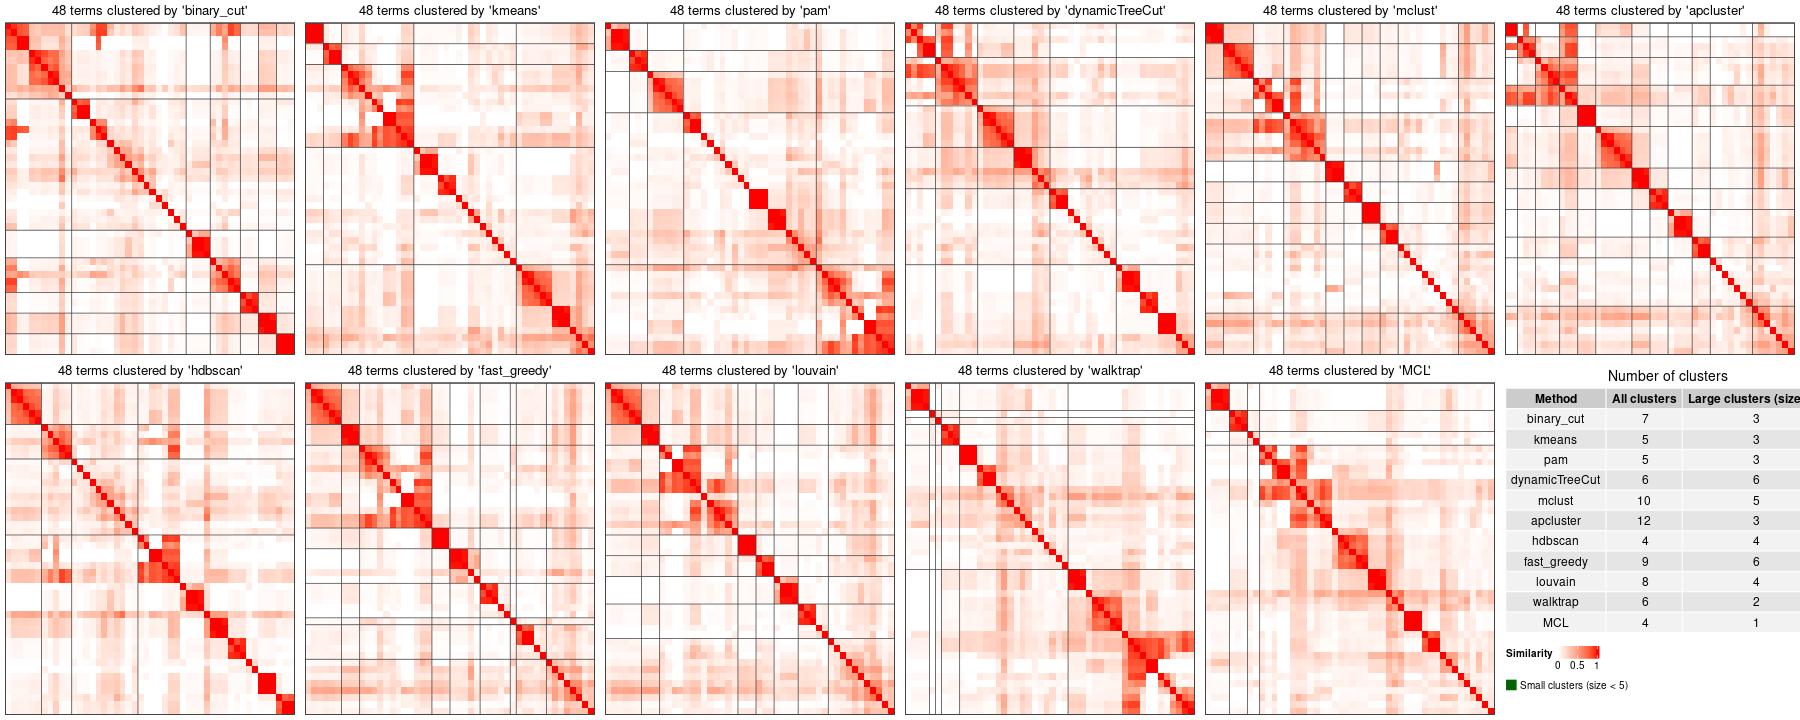 48 terms clustered by 'binary_cut'
48 terms clustered by 'kmeans'
48 terms clustered by 'pam'
48 terms clustered by 'dynamicTreeCut'
48 terms clustered by 'mclust'
48 terms clustered by 'apcluster'
48 terms clustered by 'hdbscan'
48 terms clustered by 'fast_greedy'
48 terms clustered by 'louvain'
48 terms clustered by 'walktrap'
48 terms clustered by 'MCL'
Number of clusters
Method All clusters Large clusters (size
binary_cut 7 3
kmeans 5 3
pam 5 3
dynamicTreeCut 6 6
mclust 10 5
apcluster 12 3
hdbscan 4 4
fast_greedy 9 6
louvain 8 4
walktrap 6 2
MCL 4 1
Similarity
0 0.5 1
Small clusters (size < 5)